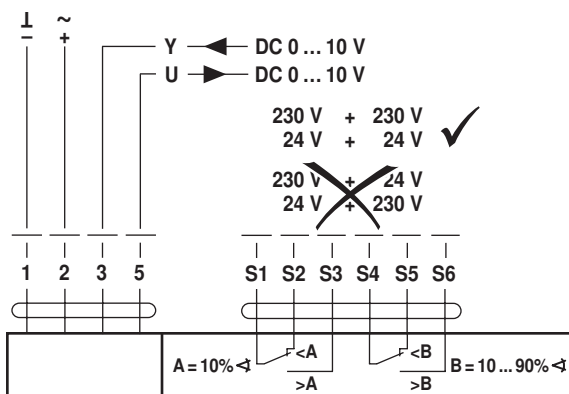 ⊥ ~
– +
Y DC 0 ... 10 V
U DC 0 ... 10 V
230 V + 230 V
24 V + 24 V
230 V + 24 V
24 V + 230 V
1 2 3 5 S1 S2 S3 S4 S5 S6
<A <B
A = 10% ∢ B = 10 ... 90% ∢
>A >B